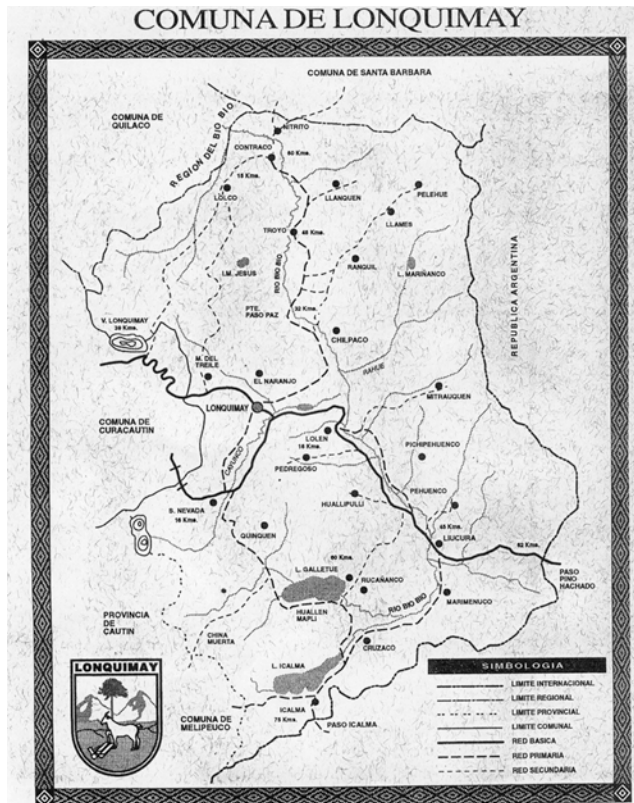 COMUNA DE LONQUIMAY
COMUNA DE SANTA BARBARA
COMUNA DE
QUILACO
REGION DEL BIO BIO
NITRITO
CONTRACO
60 Kms.
18 Kms.
LOLCO
LLANQUEN
PELEHUE
LLAMES
TROYO
45 Kms.
RIO BIO BIO
LM. JESUS
RANQUIL
L. MARIÑANCO
REPUBLICA ARGENTINA
PTE.
PASO PAZ
32 Kms.
V. LONQUIMAY
CHILPACO
M. DEL
TREILE
EL NARANJO
RAHUE
MITRAUQUEN
LONQUIMAY
COMUNA DE
CURACAUTIN
LOLEN
18 Kms.
PEDREGOSO
PICHIPEHUENCO
PEHUENCO
HUALLIPULLI
S. NEVADA
16 Kms.
QUINQUEN
45 Kms.
LIUCURA
62 Kms.
PASO
PINO
HACHADO
60 Kms.
L. GALLETUE
RUCAÑANCO
HUALLEN
MAPLI
RIO BIO BIO
MARIMENUCO
PROVINCIA
DE
CAUTIN
CHINA
MUERTA
CRUZACO
L. ICALMA
ICALMA
75 Kms.
PASO ICALMA
COMUNA DE
MELIPEUCO
LONQUIMAY
SIMBOLOGIA
LIMITE INTERNACIONAL
LIMITE REGIONAL
LIMITE PROVINCIAL
LIMITE COMUNAL
RED BASICA
RED PRIMARIA
RED SECUNDARIA